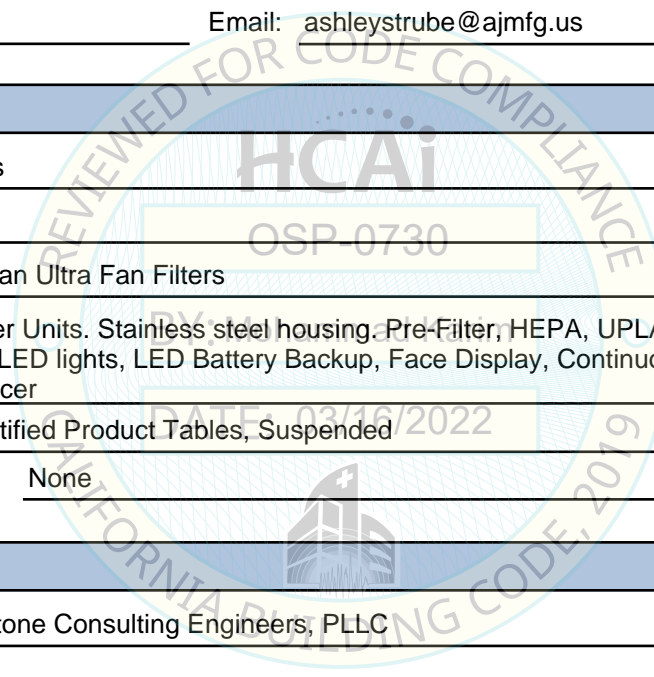 Email: ashleystrube@ajmfg.us
REVIEWED FOR CODE COMPLIANCE
HCAi
s
OSP-0730
an Ultra Fan Filters
er Units. Stainless steel housing. Pre-Filter, HEPA, UPLA
BY: Mohammad Karim
LED lights, LED Battery Backup, Face Display, Continuo
cer
DATE: 03/16/2022
tified Product Tables, Suspended
None
CALIFORNIA BUILDING CODE, 2019
tone Consulting Engineers, PLLC